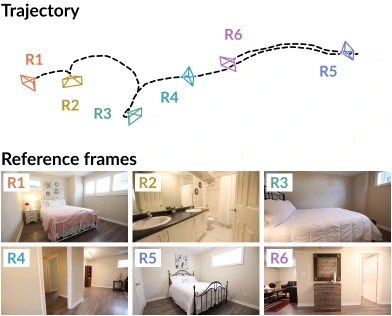 Trajectory
R6
R1
R5
R2
R4
R3
Reference frames
R1 R2 R3
R4 R5 R6